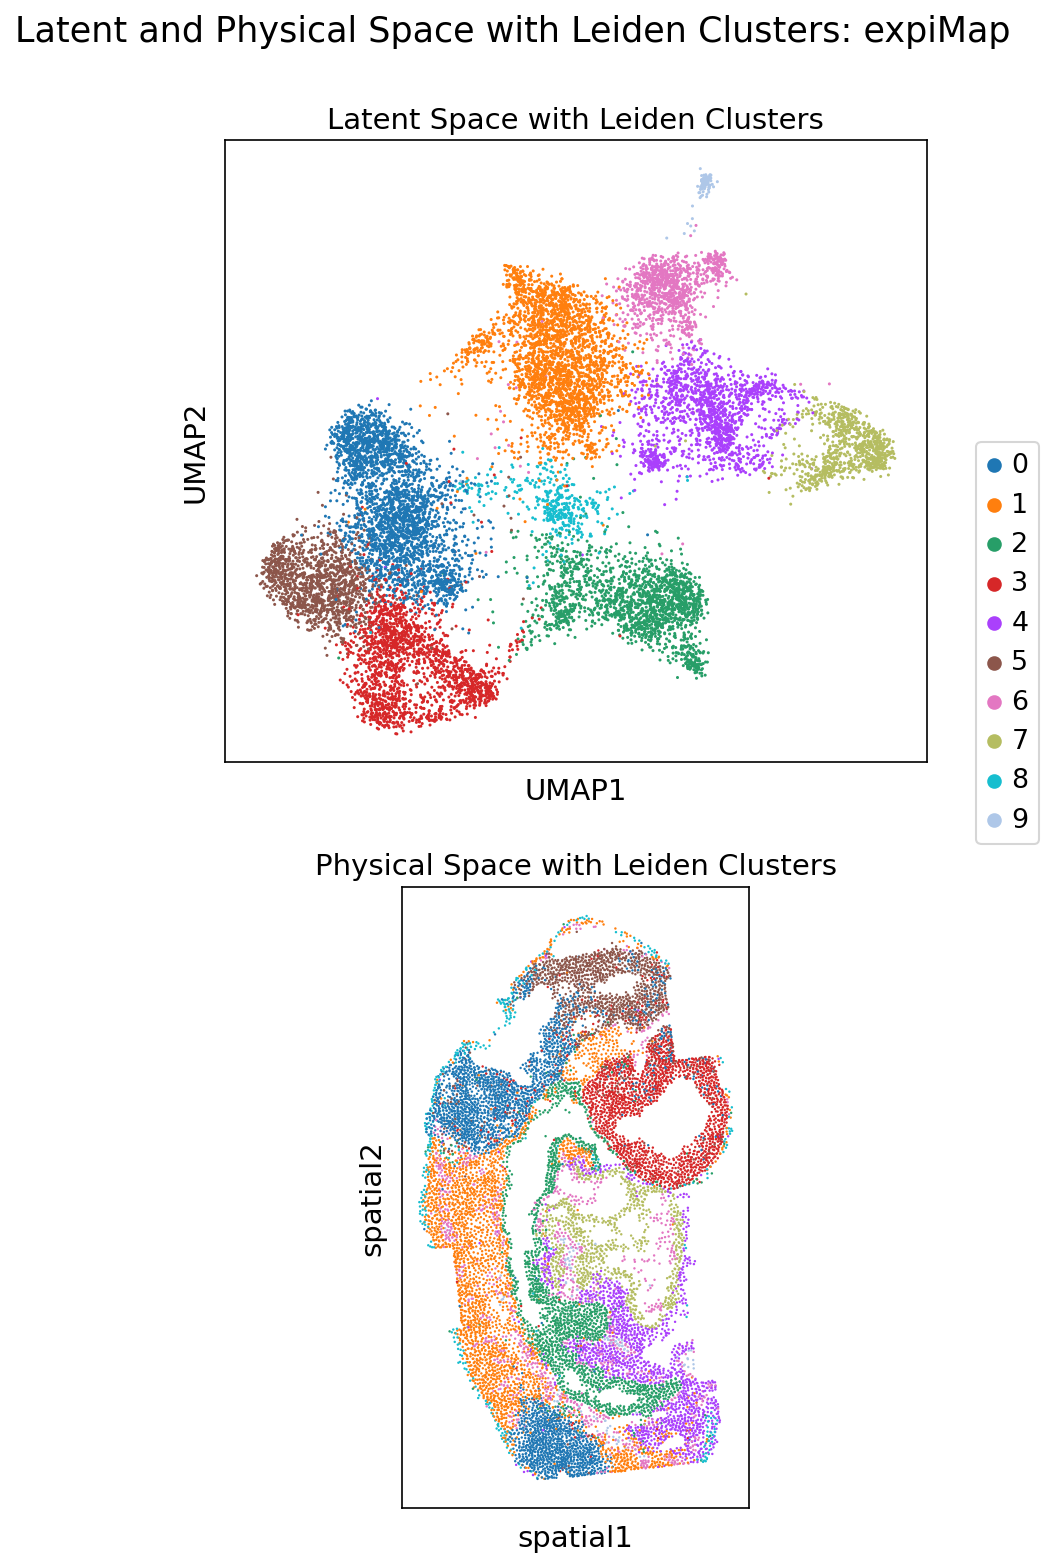 Latent and Physical Space with Leiden Clusters: expiMap
Latent Space with Leiden Clusters
UMAP2
UMAP1
0
1
2
3
4
5
6
7
8
9
Physical Space with Leiden Clusters
spatial2
spatial1